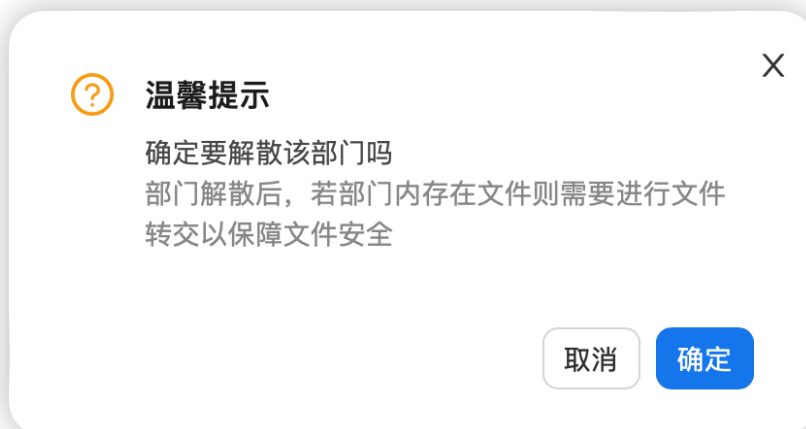 温馨提示
确定要解散该部门吗
部门解散后，若部门内存在文件则需要进行文件
转交以保障文件安全
取消 确定